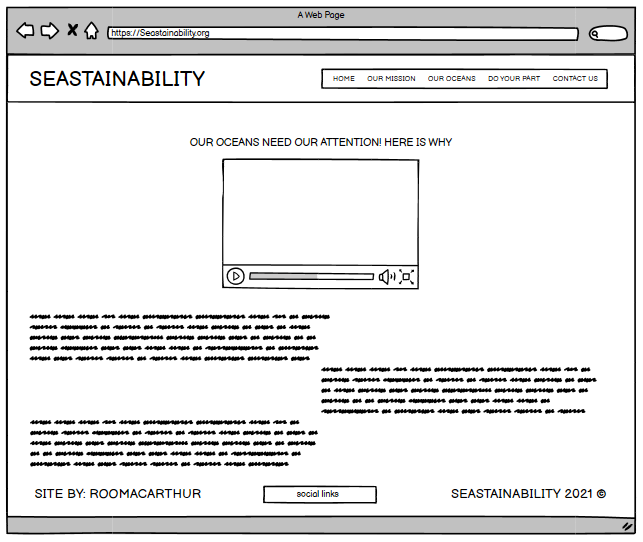 A Web Page
https://Seastainability.org
SEASTAINABILITY
HOME OUR MISSION OUR OCEANS DO YOUR PART CONTACT US
OUR OCEANS NEED OUR ATTENTION! HERE IS WHY
SITE BY: ROOMACARTHUR
social links
SEASTAINABILITY 2021 ©